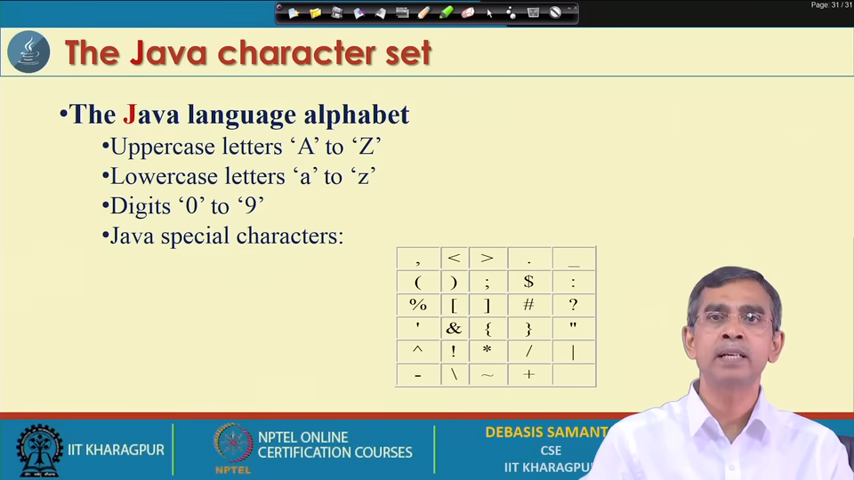 Page: 31 / 31
The Java character set
•The Java language alphabet
•Uppercase letters ‘A’ to ‘Z’
•Lowercase letters ‘a’ to ‘z’
•Digits ‘0’ to ‘9’
•Java special characters:
, < > . _
( ) ; $ :
% [ ] # ?
' & { } "
^ ! * / |
- \ ~ +
IIT KHARAGPUR
NPTEL
NPTEL ONLINE
CERTIFICATION COURSES
DEBASIS SAMANT
CSE
IIT KHARAGPUR